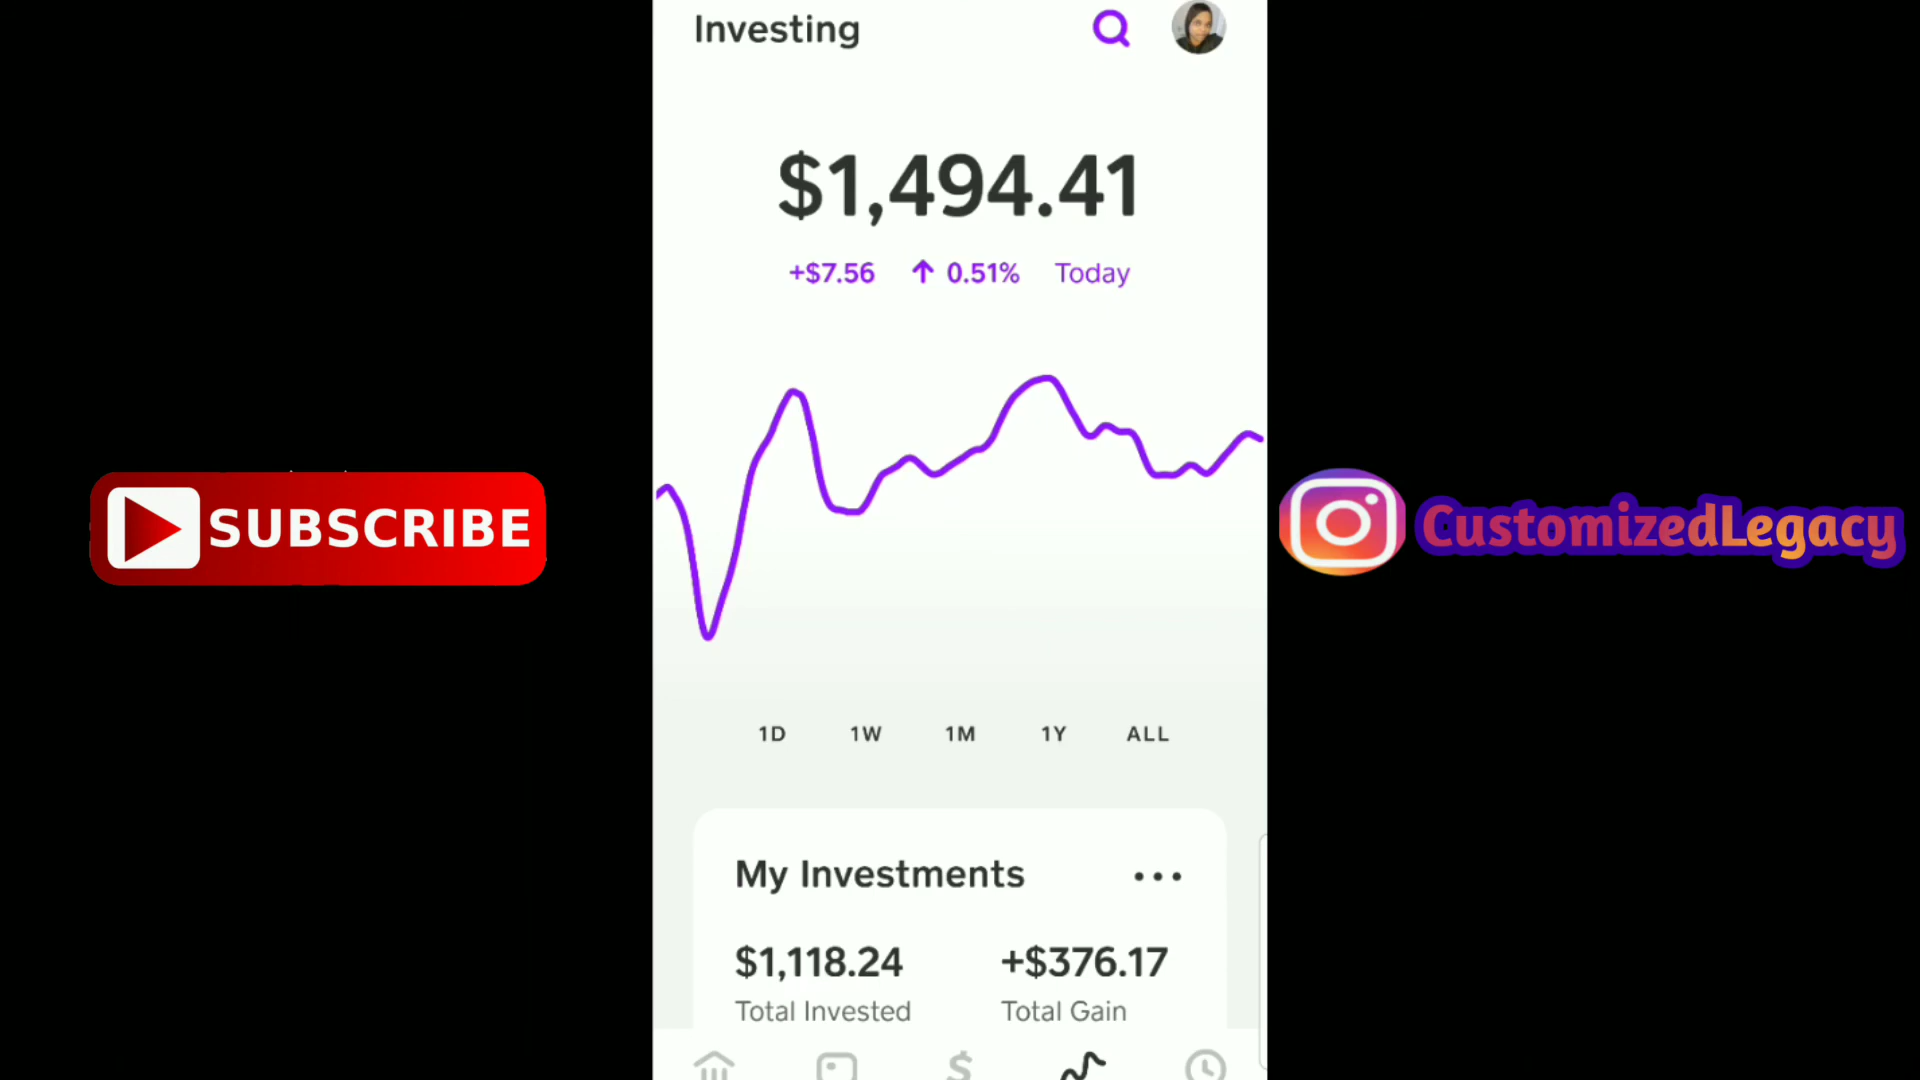 Investing
$1,494.41
+$7.56 ↑ 0.51% Today
SUBSCRIBE
CustomizedLegacy
1D 1W 1M 1Y ALL
My Investments
$1,118.24 +$376.17
Total Invested Total Gain
$